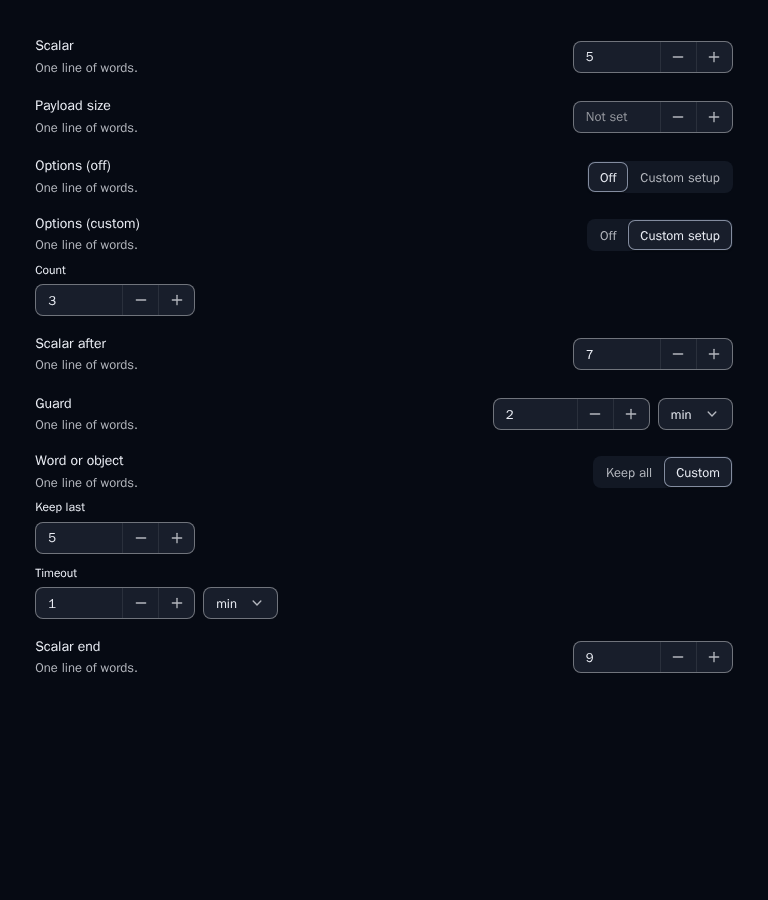 Scalar
One line of words.
5
Payload size
One line of words.
Not set
Options (off)
One line of words.
Off Custom setup
Options (custom)
One line of words.
Off Custom setup
Count
3
Scalar after
One line of words.
7
Guard
One line of words.
2 min
Word or object
One line of words.
Keep all Custom
Keep last
5
Timeout
1 min
Scalar end
One line of words.
9